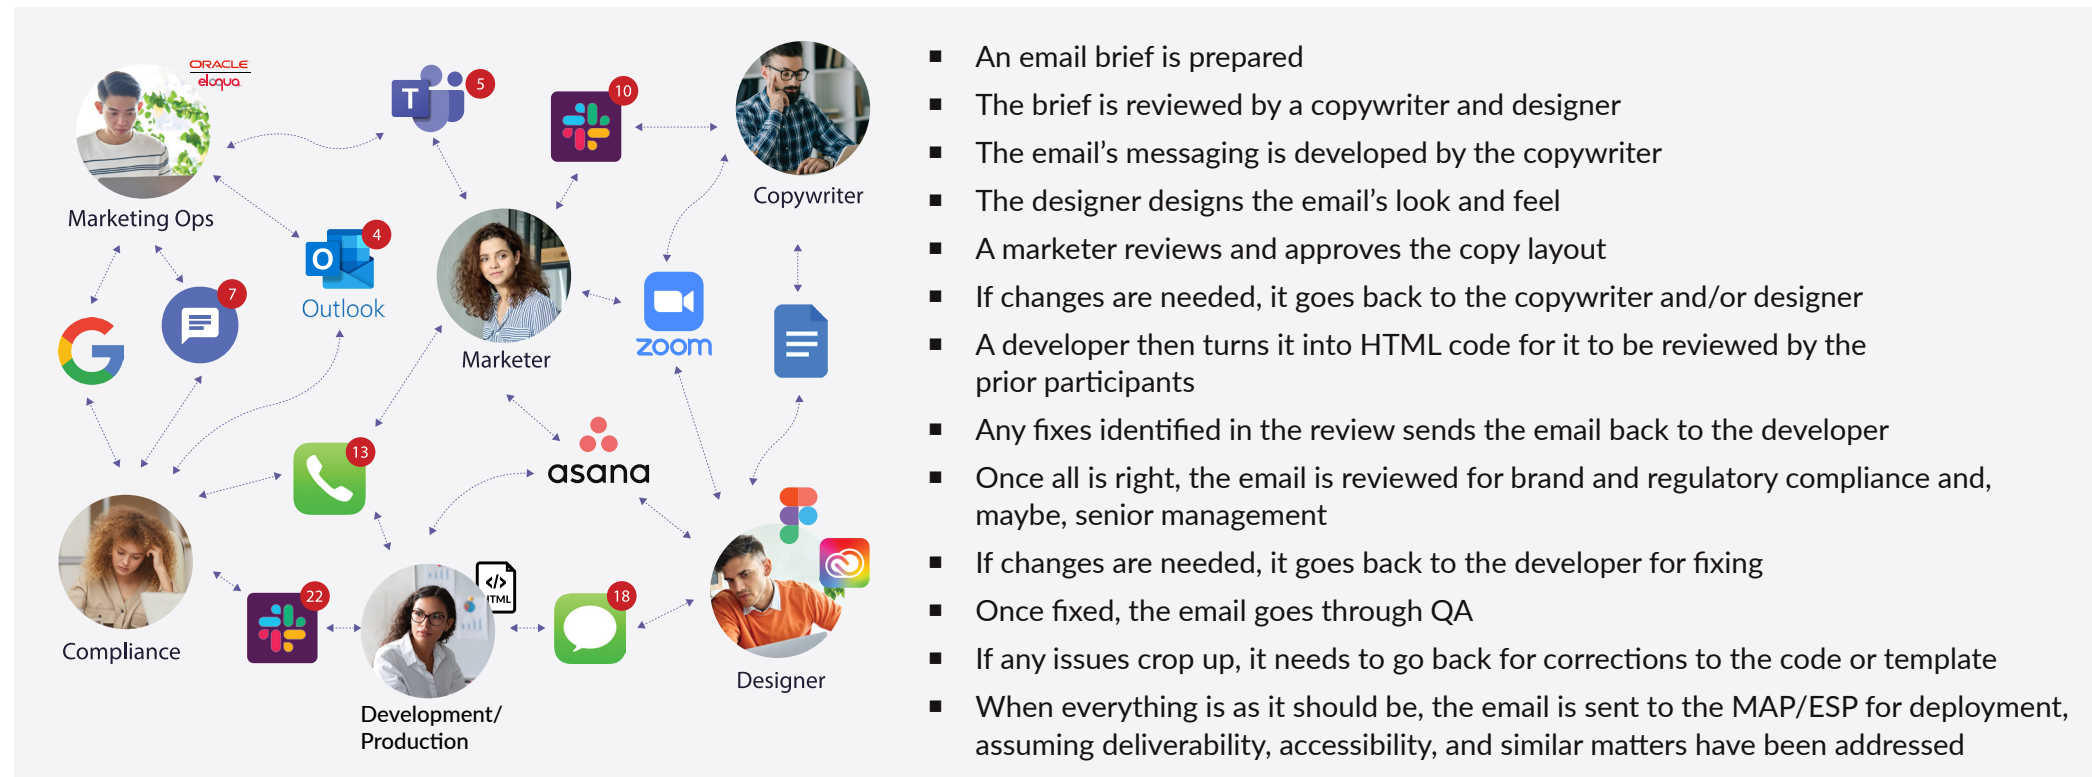 ORACLE
eloqua
Marketing Ops
T
5
10
Copywriter
O
4
Outlook
7
G
Marketer
zoom
13
asana
Compliance
22
</>
HTML
18
Development/
Production
Designer
An email brief is prepared
The brief is reviewed by a copywriter and designer
The email’s messaging is developed by the copywriter
The designer designs the email’s look and feel
A marketer reviews and approves the copy layout
If changes are needed, it goes back to the copywriter and/or designer
A developer then turns it into HTML code for it to be reviewed by the
prior participants
Any fixes identified in the review sends the email back to the developer
Once all is right, the email is reviewed for brand and regulatory compliance and,
maybe, senior management
If changes are needed, it goes back to the developer for fixing
Once fixed, the email goes through QA
If any issues crop up, it needs to go back for corrections to the code or template
When everything is as it should be, the email is sent to the MAP/ESP for deployment,
assuming deliverability, accessibility, and similar matters have been addressed